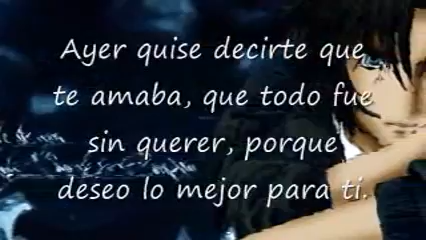 Ayer quise decirte que
te amaba, que todo fue
sin querer, porque
deseo lo mejor para ti.